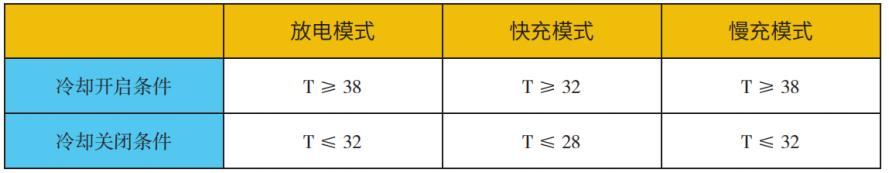 放电模式 快充模式 慢充模式
冷却开启条件 T ⩾ 38 T ⩾ 32 T ⩾ 38
冷却关闭条件 T ⩽ 32 T ⩽ 28 T ⩽ 32